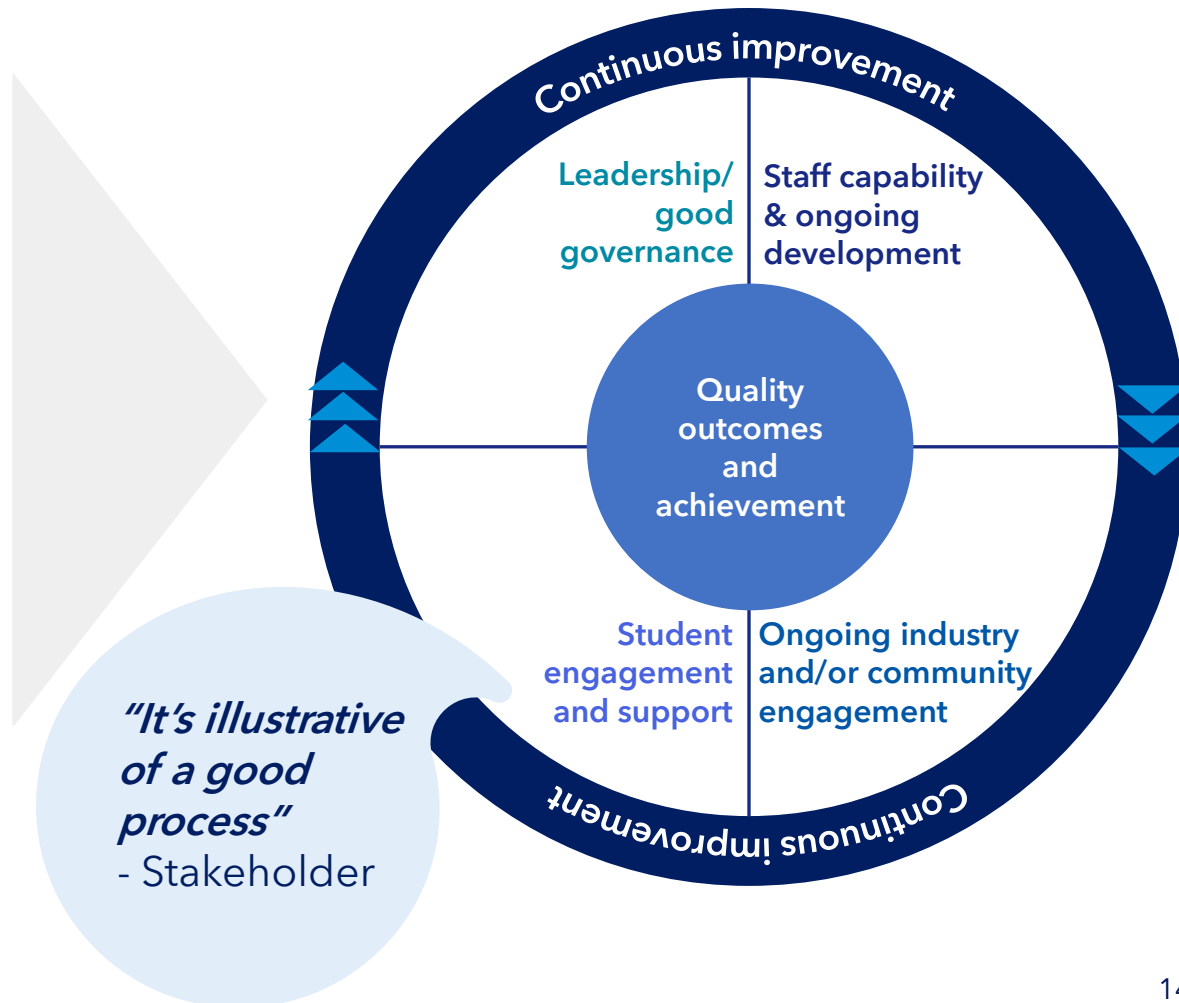 Continuous improvement
Leadership/
good
governance
Staff capability
& ongoing
development
Quality
outcomes
and
achievement
Student
engagement
and support
Ongoing industry
and/or community
engagement
Continuous improvement
“It’s illustrative
of a good
process”
- Stakeholder
14